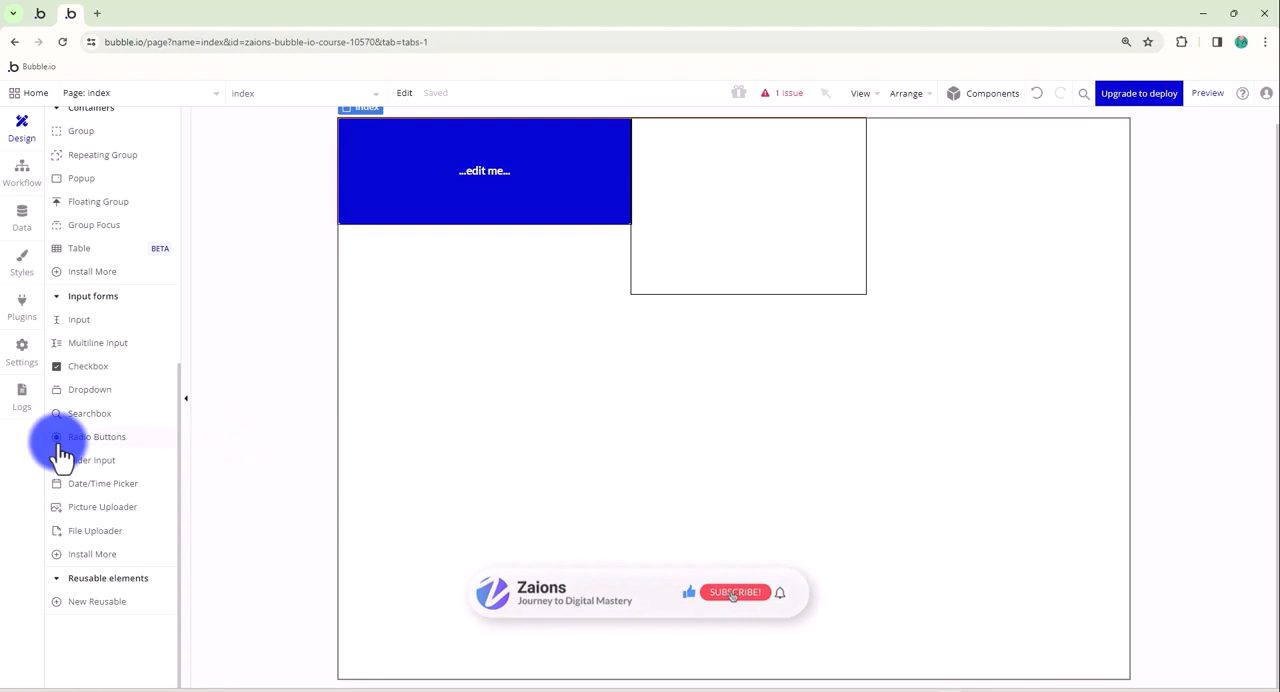 bubble.io/page?name=index&id=zaions-bubble-io-course-10570&tab=tabs-1
.b Bubble.io
Home Page: index index Edit Saved 1 issue View Arrange Components Upgrade to deploy Preview
Design
Workflow
Data
Styles
Plugins
Settings
Logs
Containers
Group
Repeating Group
Popup
Floating Group
Group Focus
Table BETA
Install More
Input forms
Input
Multiline Input
Checkbox
Dropdown
Searchbox
Radio Buttons
Input
Date/Time Picker
Picture Uploader
File Uploader
Install More
Reusable elements
New Reusable
index
...edit me...
Zaions
Journey to Digital Mastery
SUBSCRIBE!